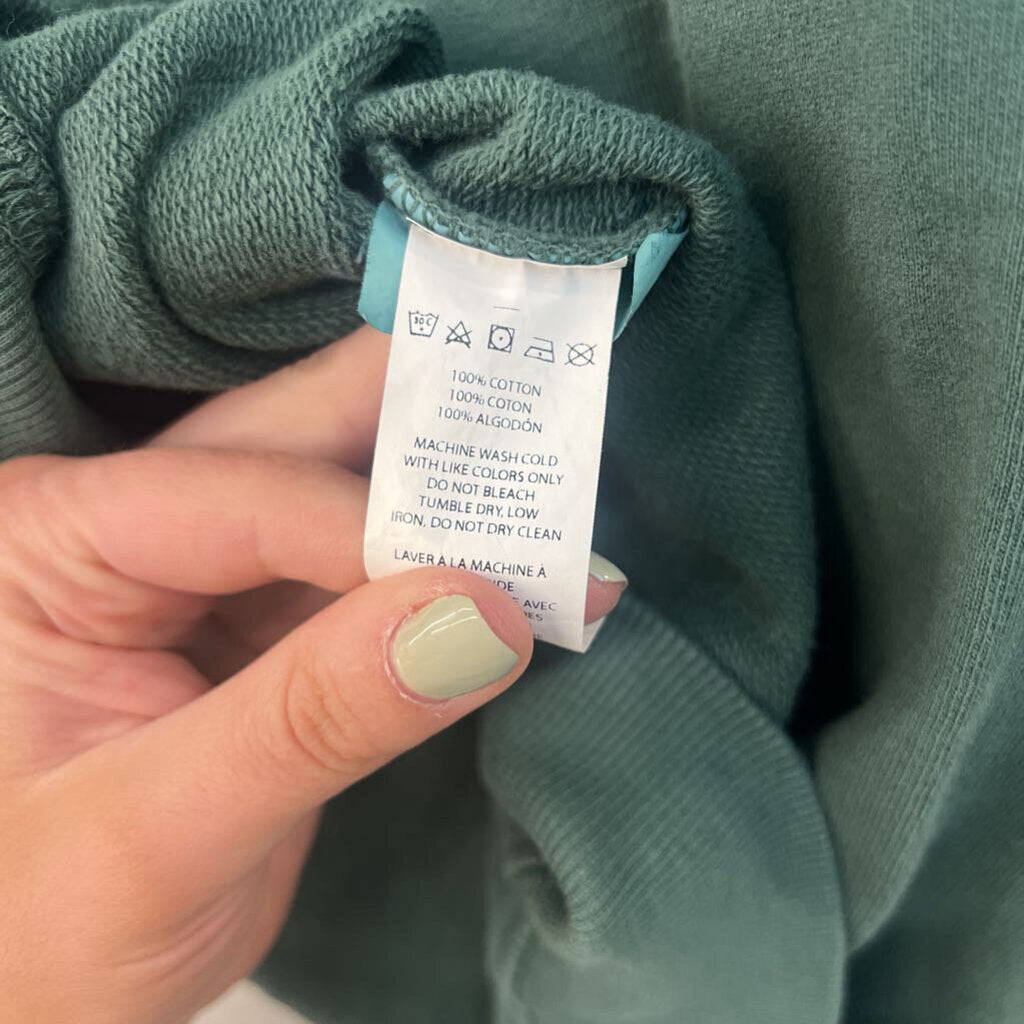 30 C
100% COTTON
100% COTON
100% ALGODÓN
MACHINE WASH COLD
WITH LIKE COLORS ONLY
DO NOT BLEACH
TUMBLE DRY, LOW
IRON, DO NOT DRY CLEAN
LAVER À LA MACHINE À
AVEC